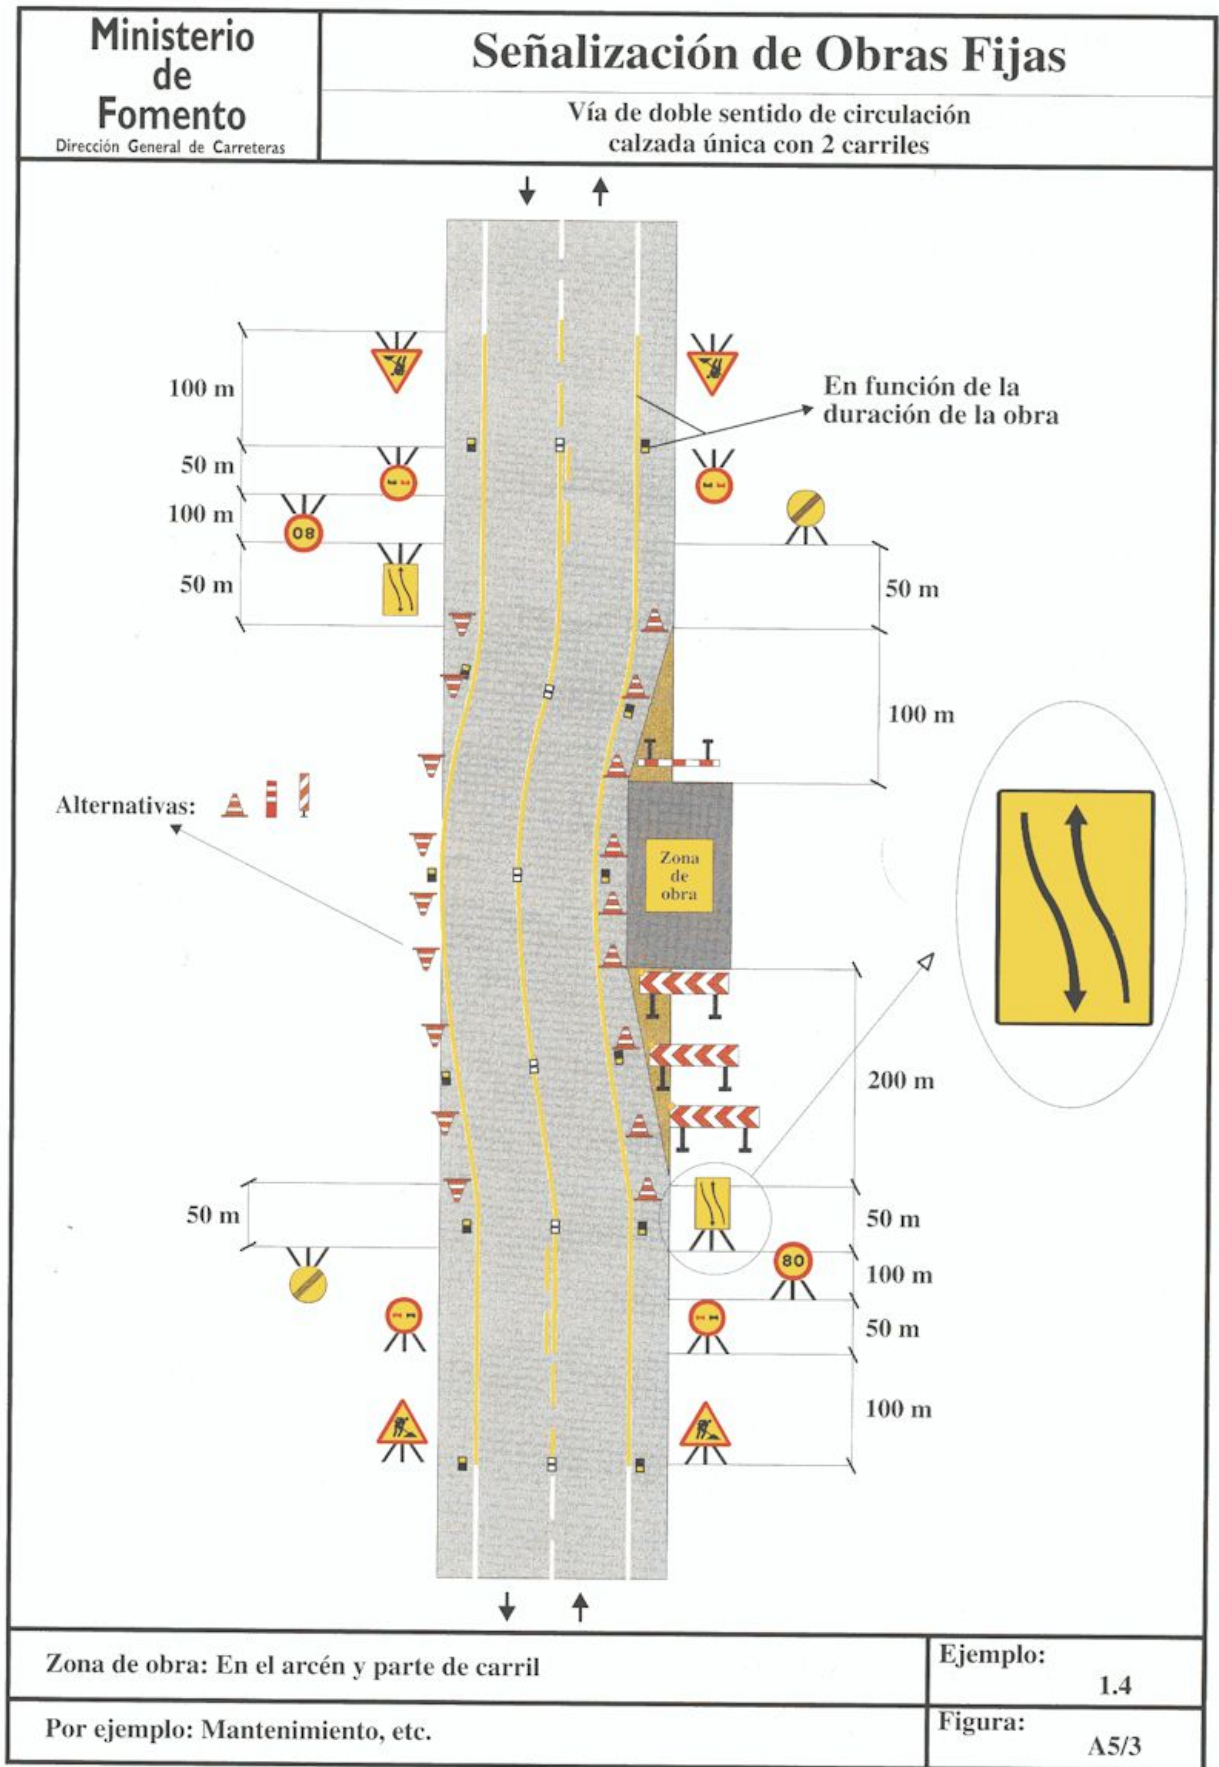 Ministerio
de
Fomento
Dirección General de Carreteras
Señalización de Obras Fijas
Vía de doble sentido de circulación
calzada única con 2 carriles
100 m
En función de la
duración de la obra
50 m
100 m
80
50 m
50 m
100 m
Alternativas:
Zona
de
obra
200 m
50 m
50 m
80
100 m
50 m
100 m
Zona de obra: En el arcén y parte de carril
Ejemplo:
1.4
Por ejemplo: Mantenimiento, etc.
Figura:
A5/3